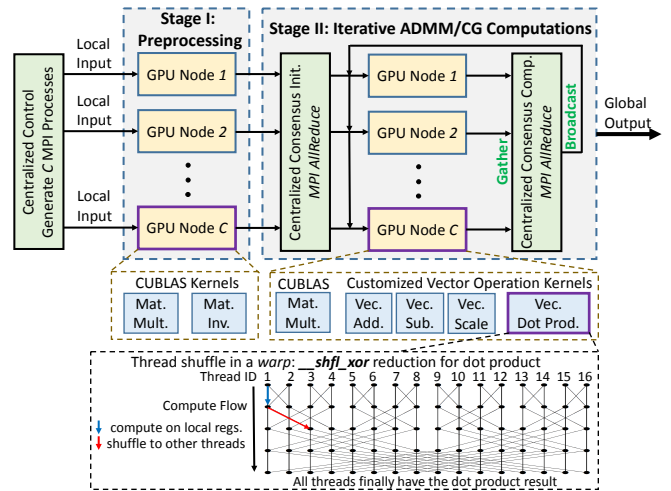 Stage I:
Preprocessing
Stage II: Iterative ADMM/CG Computations
Centralized Control
Generate C MPI Processes
Local
Input
Local
Input
Local
Input
GPU Node 1
GPU Node 2
GPU Node C
Centralized Consensus Init.
MPI AllReduce
GPU Node 1
GPU Node 2
GPU Node C
Gather
Centralized Consensus Comp.
MPI AllReduce
Broadcast
Global
Output
CUBLAS Kernels
Mat.
Mult.
Mat.
Inv.
CUBLAS
Customized Vector Operation Kernels
Mat.
Mult.
Vec.
Add.
Vec.
Sub.
Vec.
Scale
Vec.
Dot Prod.
Thread shuffle in a warp: __shfl_xor reduction for dot product
Thread ID 1 2 3 4 5 6 7 8 9 10 11 12 13 14 15 16
Compute Flow
compute on local regs.
shuffle to other threads
All threads finally have the dot product result